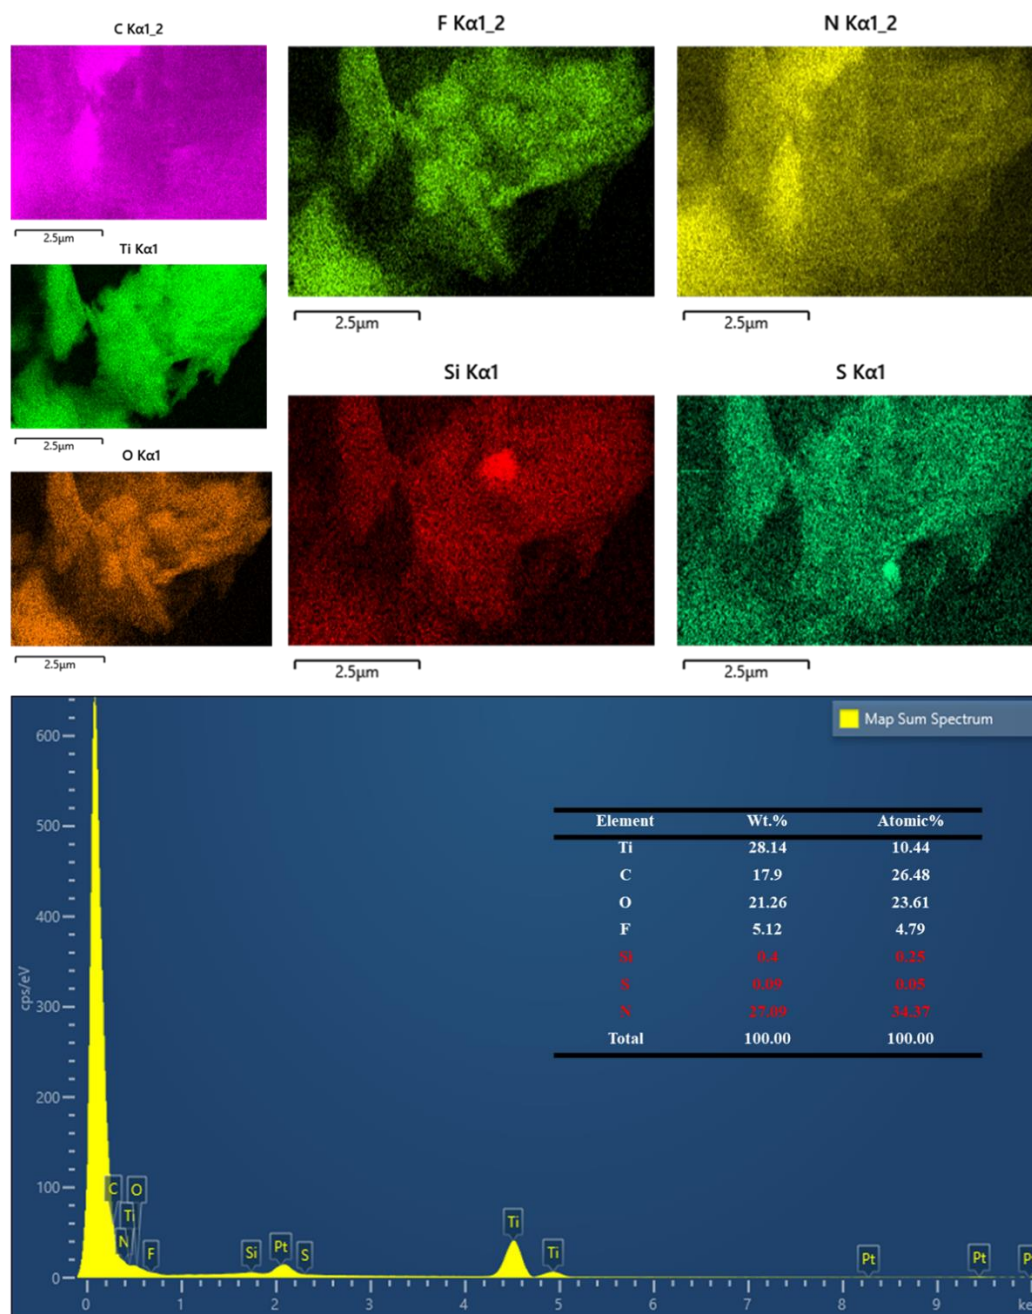 C Kα1_2
2.5µm
F Kα1_2
2.5µm
N Kα1_2
2.5µm
Ti Kα1
2.5µm
O Kα1
2.5µm
Si Kα1
2.5µm
S Kα1
2.5µm
Map Sum Spectrum
cps/eV
600
500
400
300
200
100
0
Element Wt.% Atomic%
Ti 28.14 10.44
C 17.9 26.48
O 21.26 23.61
F 5.12 4.79
Si 0.4 0.25
S 0.09 0.05
N 27.09 34.37
Total 100.00 100.00
C O
Ti
N F Si Pt S Ti Ti Pt Pt P
0 1 2 3 4 5 6 7 8 9 ke